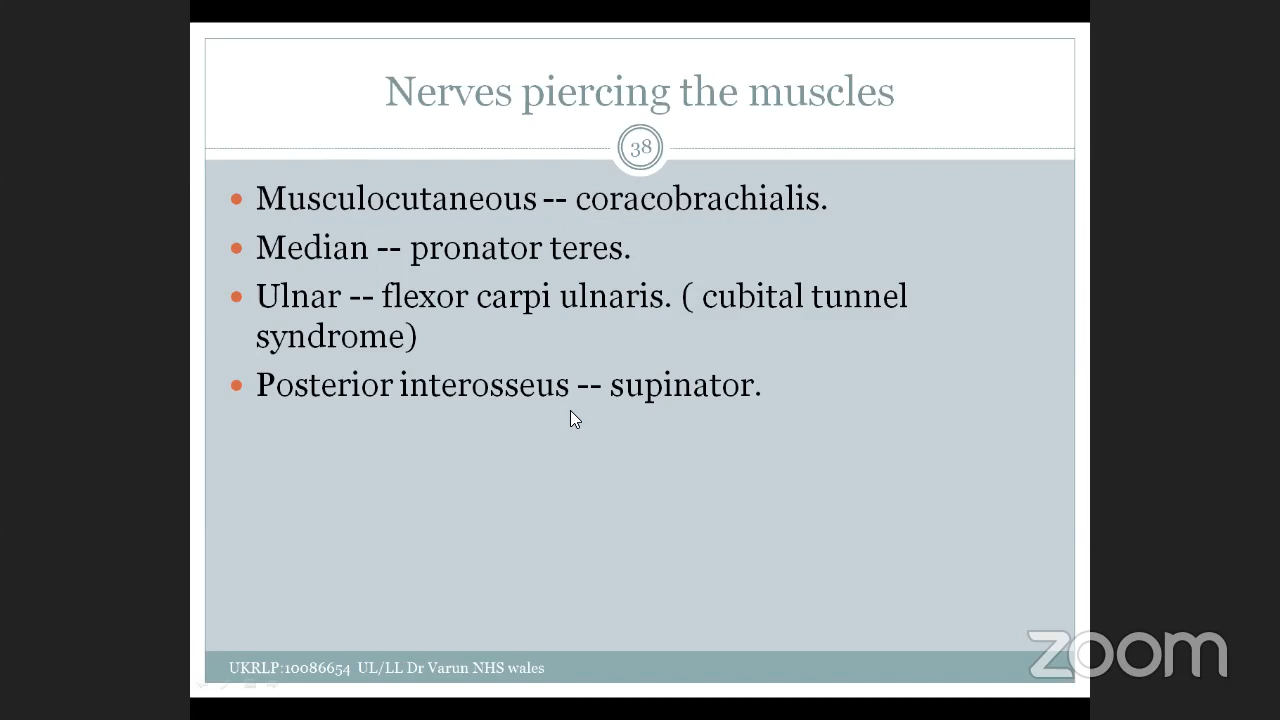 Nerves piercing the muscles
38
• Musculocutaneous -- coracobrachialis.
• Median -- pronator teres.
• Ulnar -- flexor carpi ulnaris. ( cubital tunnel
syndrome)
• Posterior interosseus -- supinator.
UKRLP:10086654 UL/LL Dr Varun NHS wales
zoom